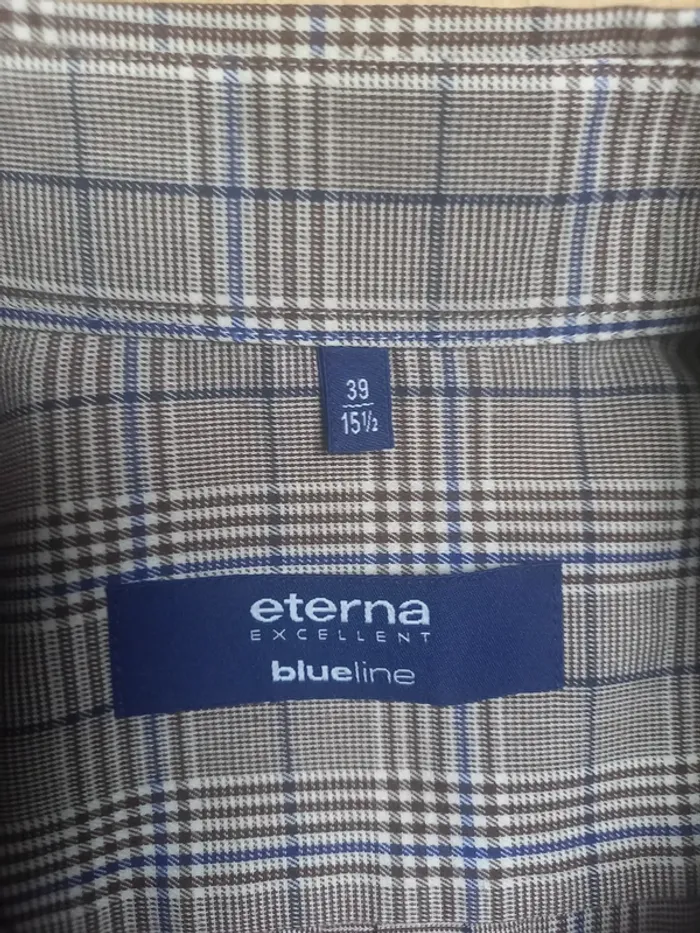 39
15½
eterna
EXCELLENT
blueline